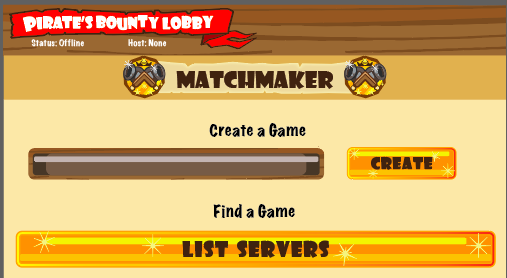 PIRATE'S BOUNTY LOBBY
Status: Offline Host: None
MATCHMAKER
Create a Game
CREATE
Find a Game
LIST SERVERS